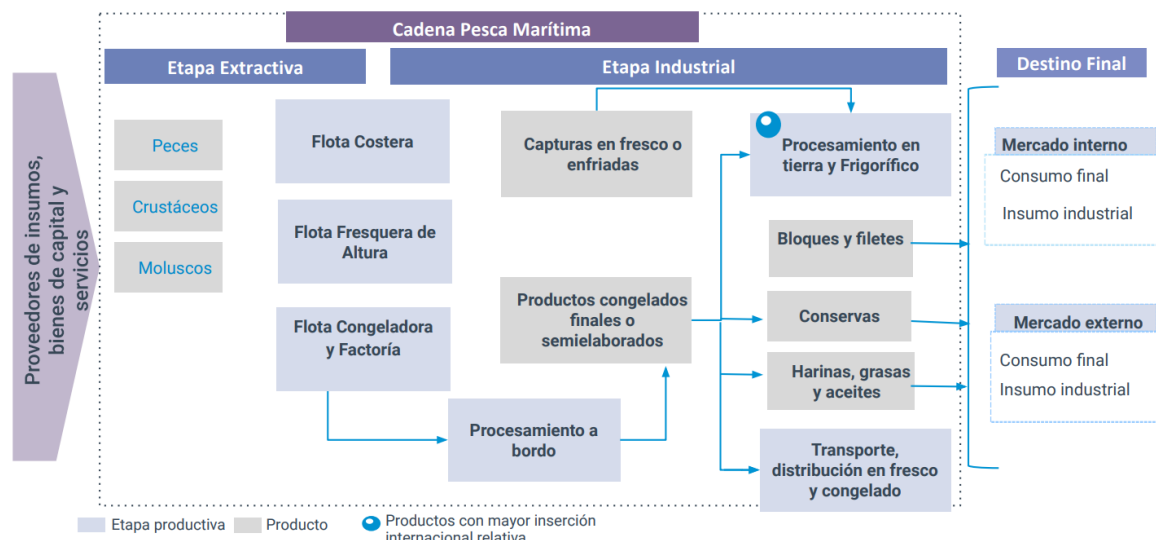 Cadena Pesca Marítima
Etapa Extractiva
Etapa Industrial
Destino Final
Proveedores de insumos,
bienes de capital y
servicios
Peces
Crustáceos
Moluscos
Flota Costera
Flota Fresquera de
Altura
Flota Congeladora
y Factoría
Procesamiento a
bordo
Capturas en fresco o
enfriadas
Productos congelados
finales o
semielaborados
Procesamiento en
tierra y Frigorífico
Bloques y filetes
Conservas
Harinas, grasas
y aceites
Transporte,
distribución en fresco
y congelado
Mercado interno
Consumo final
Insumo industrial
Mercado externo
Consumo final
Insumo industrial
Etapa productiva
Producto
Productos con mayor inserción
internacional relativa